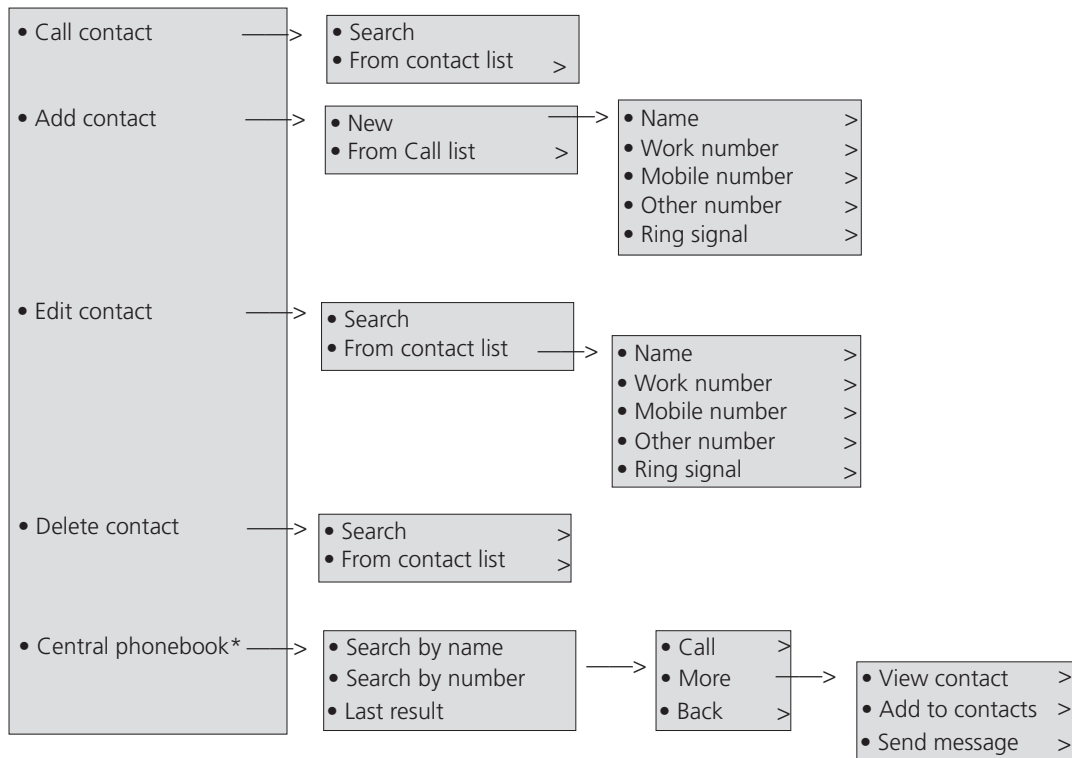 • Call contact >
• Search
• From contact list >
• Add contact >
• New >
• From Call list >
• Name >
• Work number >
• Mobile number >
• Other number >
• Ring signal >
• Edit contact >
• Search
• From contact list >
• Name >
• Work number >
• Mobile number >
• Other number >
• Ring signal >
• Delete contact >
• Search >
• From contact list >
• Central phonebook* >
• Search by name
• Search by number >
• Last result
• Call >
• More >
• Back >
• View contact >
• Add to contacts >
• Send message >